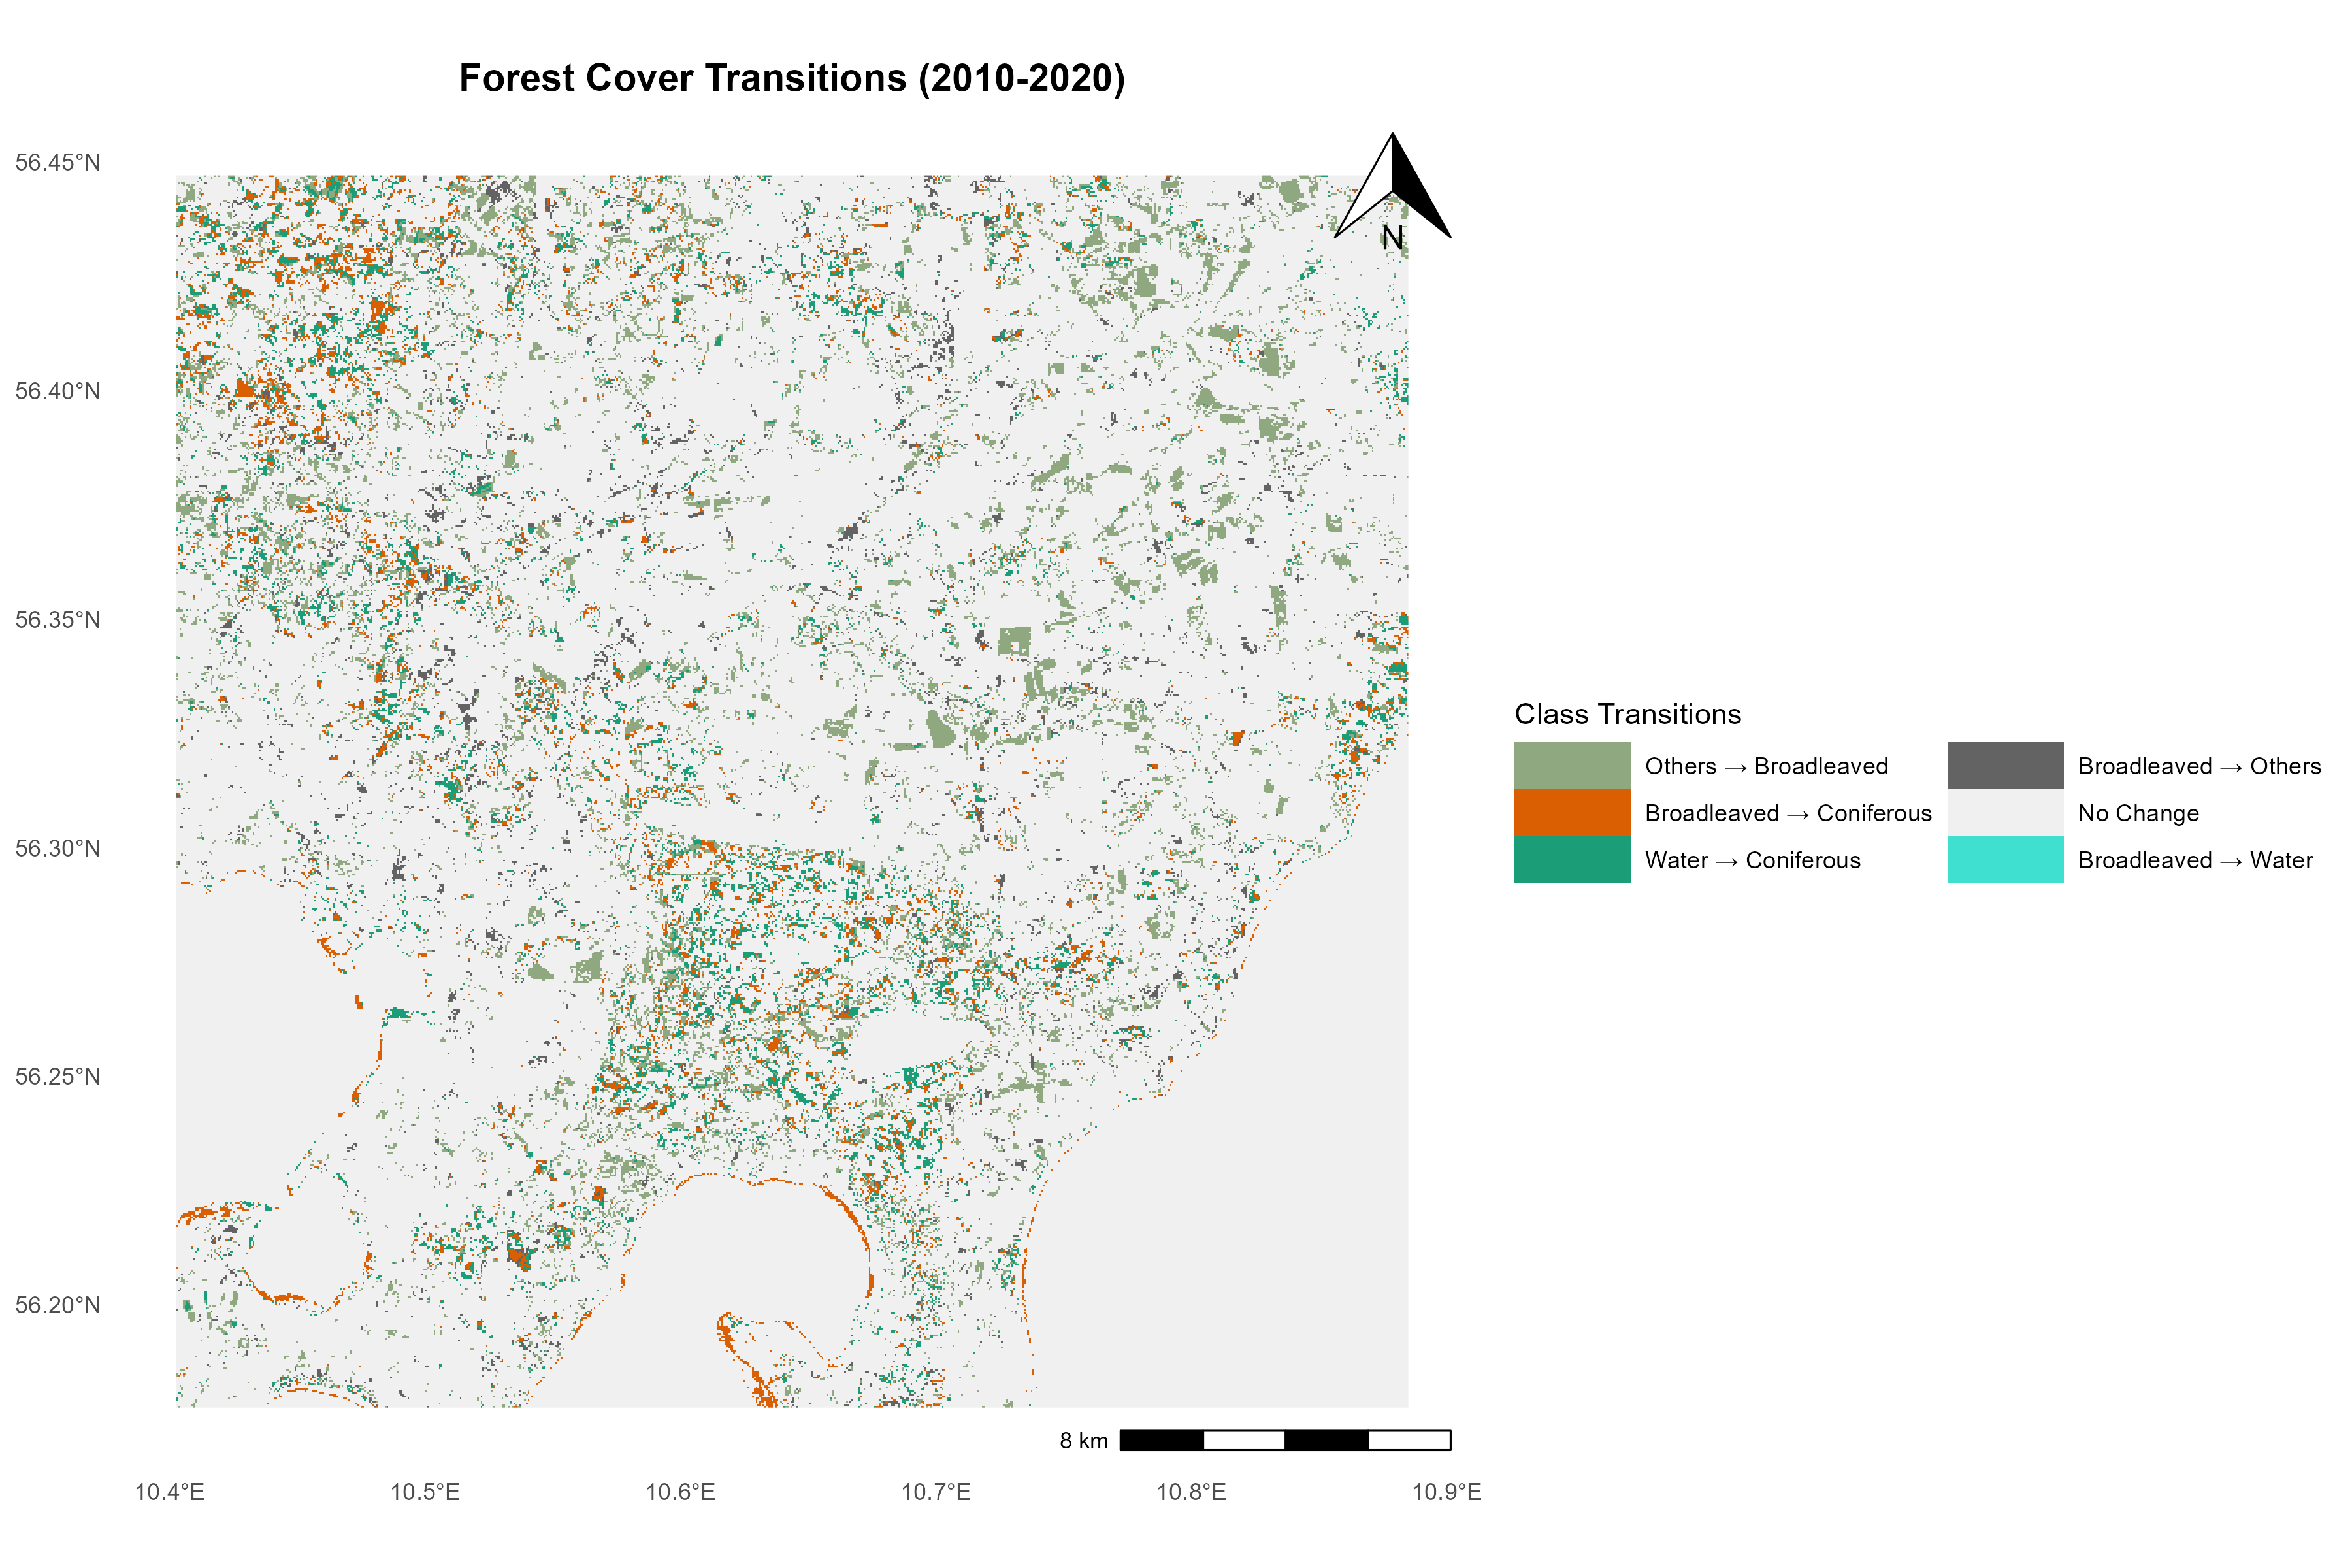 Forest Cover Transitions (2010-2020)
N
56.45°N
56.40°N
56.35°N
56.30°N
56.25°N
56.20°N
10.4°E
10.5°E
10.6°E
10.7°E
10.8°E
10.9°E
8 km
Class Transitions
Others → Broadleaved
Broadleaved → Coniferous
Water → Coniferous
Broadleaved → Others
No Change
Broadleaved → Water